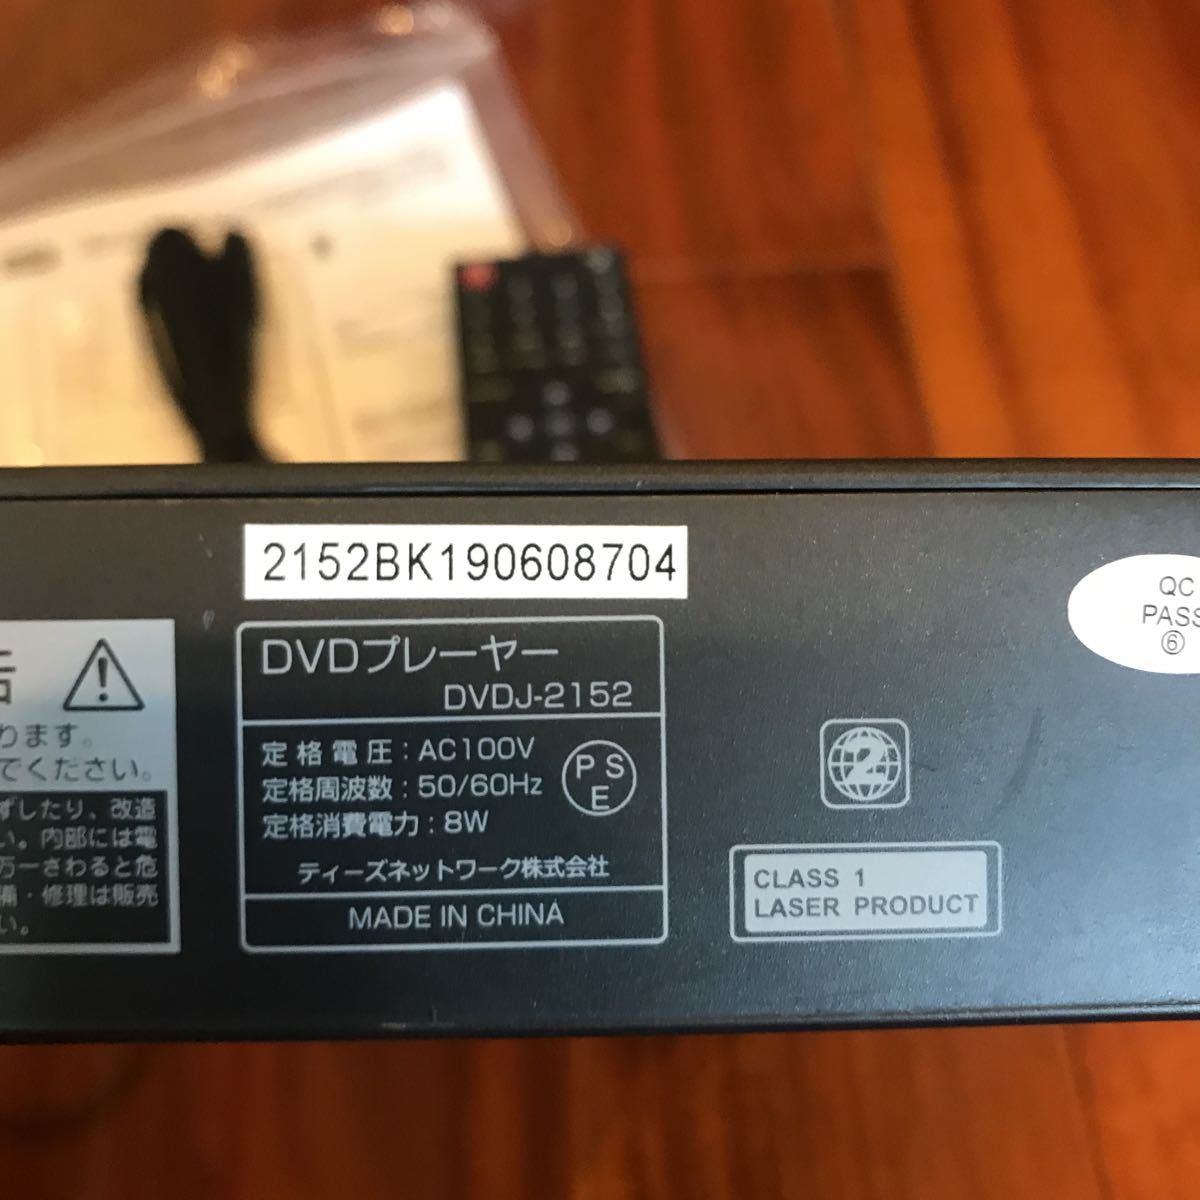 2152BK190608704
DVDプレーヤー
DVDJ-2152
定格電圧：AC100V
定格周波数：50/60Hz
定格消費電力：8W
PSE
ティーズネットワーク株式会社
MADE IN CHINA
2
CLASS 1
LASER PRODUCT
QC
PASS
⑥
ります。
でください。
ずしたり、改造
い。内部には電
万一さわると危
備・修理は販売
い。